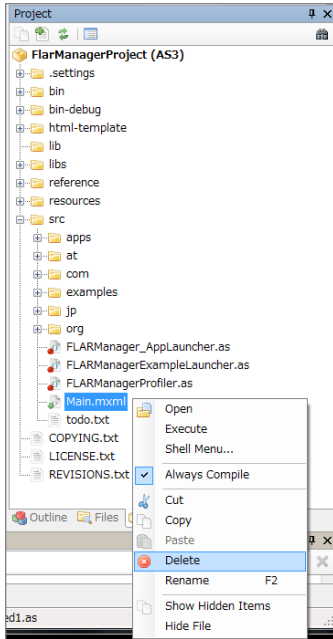 Project
FlarManagerProject (AS3)
.settings
bin
bin-debug
html-template
lib
libs
reference
resources
src
apps
at
com
examples
jp
org
FLARManager_AppLauncher.as
FLARManagerExampleLauncher.as
FLARManagerProfiler.as
Main.mxml
todo.txt
COPYING.txt
LICENSE.txt
REVISIONS.txt
Open
Execute
Shell Menu...
Always Compile
Cut
Copy
Paste
Delete
Rename F2
Show Hidden Items
Hide File
Outline Files
ed1.as